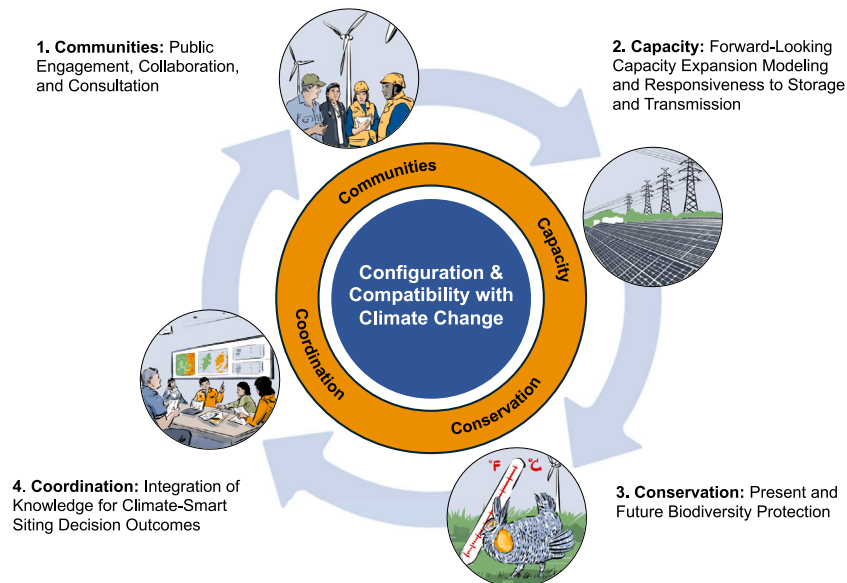 1. Communities: Public
Engagement, Collaboration,
and Consultation
2. Capacity: Forward-Looking
Capacity Expansion Modeling
and Responsiveness to Storage
and Transmission
Communities
Capacity
Configuration &
Compatibility with
Climate Change
Coordination
Conservation
°F °C
4. Coordination: Integration of
Knowledge for Climate-Smart
Siting Decision Outcomes
3. Conservation: Present and
Future Biodiversity Protection